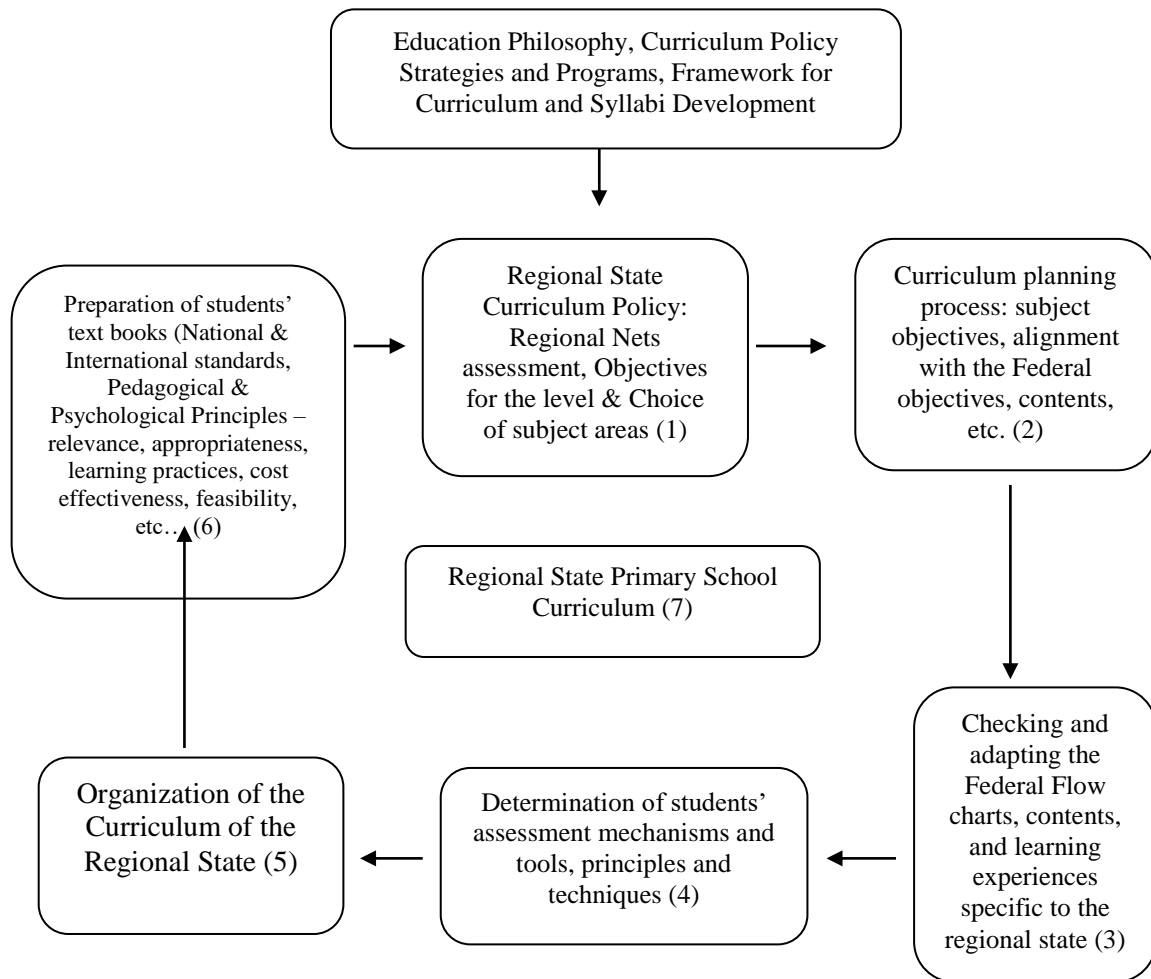 Education Philosophy, Curriculum Policy
Strategies and Programs, Framework for
Curriculum and Syllabi Development
Regional State
Curriculum Policy:
Regional Nets
assessment, Objectives
for the level & Choice
of subject areas (1)
Curriculum planning
process: subject
objectives, alignment
with the Federal
objectives, contents,
etc. (2)
Checking and
adapting the
Federal Flow
charts, contents,
and learning
experiences
specific to the
regional state (3)
Determination of students’
assessment mechanisms and
tools, principles and
techniques (4)
Organization of the
Curriculum of the
Regional State (5)
Preparation of students’
text books (National &
International standards,
Pedagogical &
Psychological Principles –
relevance, appropriateness,
learning practices, cost
effectiveness, feasibility,
etc… (6)
Regional State Primary School
Curriculum (7)